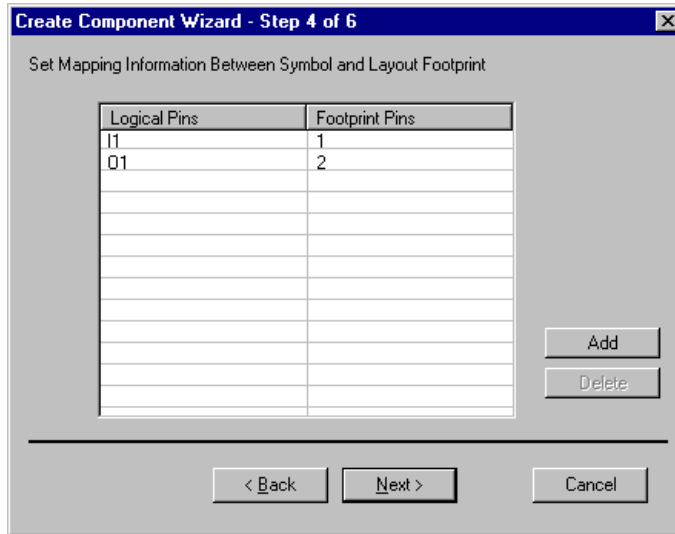 Create Component Wizard - Step 4 of 6
Set Mapping Information Between Symbol and Layout Footprint
Logical Pins Footprint Pins
I1 1
O1 2
Add
Delete
< Back Next > Cancel